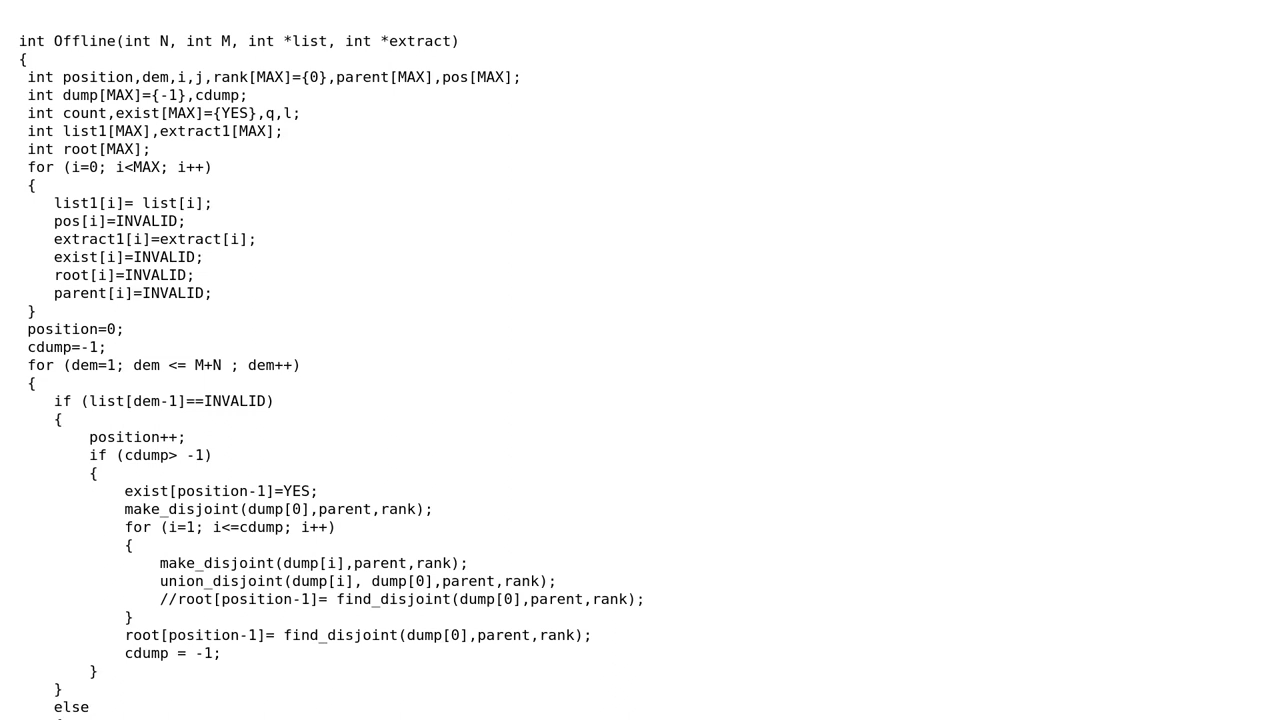 int Offline(int N, int M, int *list, int *extract)
{
 int position,dem,i,j,rank[MAX]={0},parent[MAX],pos[MAX];
 int dump[MAX]={-1},cdump;
 int count,exist[MAX]={YES},q,l;
 int list1[MAX],extract1[MAX];
 int root[MAX];
 for (i=0; i<MAX; i++)
 {
    list1[i]= list[i];
    pos[i]=INVALID;
    extract1[i]=extract[i];
    exist[i]=INVALID;
    root[i]=INVALID;
    parent[i]=INVALID;
 }
 position=0;
 cdump=-1;
 for (dem=1; dem <= M+N ; dem++)
 {
    if (list[dem-1]==INVALID)
    {
        position++;
        if (cdump> -1)
        {
            exist[position-1]=YES;
            make_disjoint(dump[0],parent,rank);
            for (i=1; i<=cdump; i++)
            {
                make_disjoint(dump[i],parent,rank);
                union_disjoint(dump[i], dump[0],parent,rank);
                //root[position-1]= find_disjoint(dump[0],parent,rank);
            }
            root[position-1]= find_disjoint(dump[0],parent,rank);
            cdump = -1;
        }
    }
    else